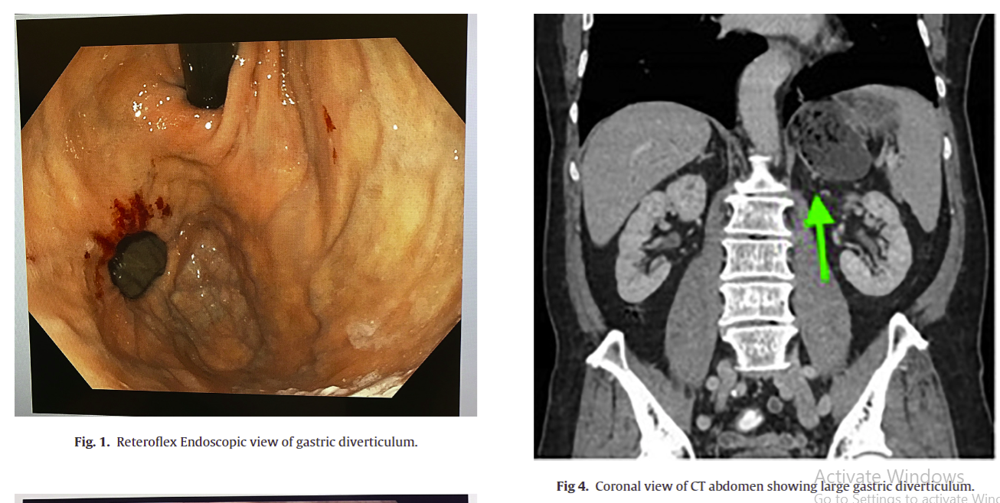 Fig. 1. Reteroflex Endoscopic view of gastric diverticulum.
Fig 4. Coronal view of CT abdomen showing large gastric diverticulum.
Activate Windows
Go to Settings to activate Wind